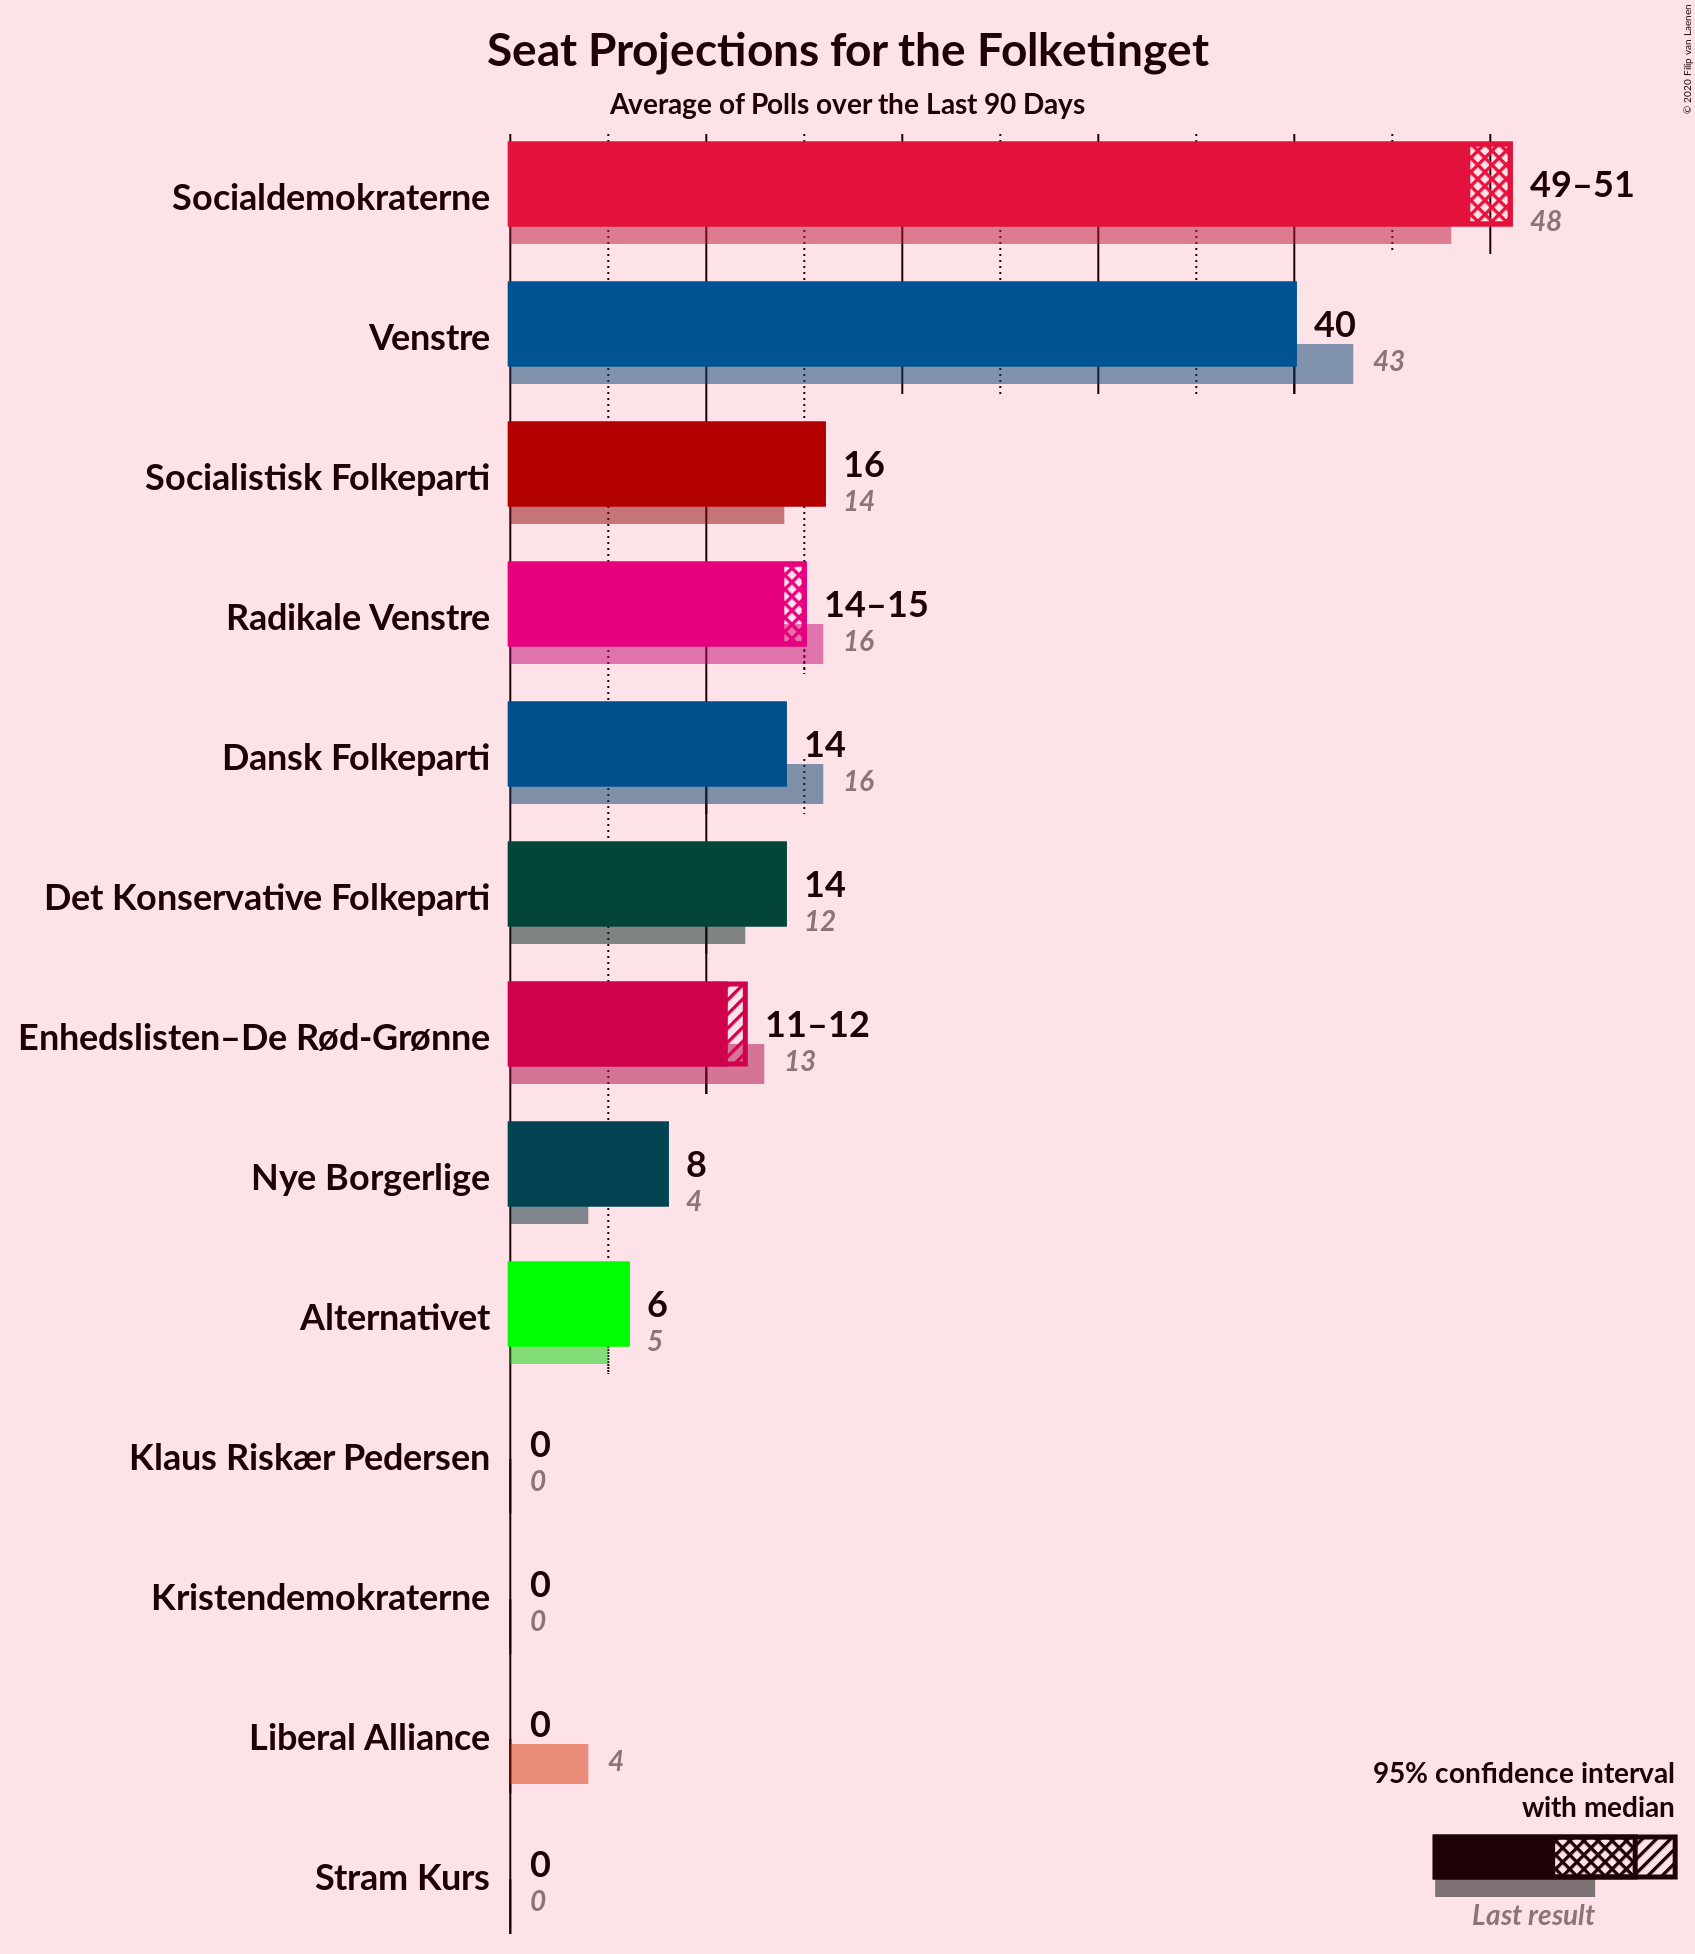 Seat Projections for the Folketinget
Average of Polls over the Last 90 Days
© 2020 Filip van Laenen
Socialdemokraterne
49–51
48
Venstre
40
43
Socialistisk Folkeparti
16
14
Radikale Venstre
14–15
16
Dansk Folkeparti
14
16
Det Konservative Folkeparti
14
12
Enhedslisten–De Rød-Grønne
11–12
13
Nye Borgerlige
8
4
Alternativet
6
5
Klaus Riskær Pedersen
0
0
Kristendemokraterne
0
0
Liberal Alliance
0
4
Stram Kurs
0
0
95% confidence interval
with median
Last result